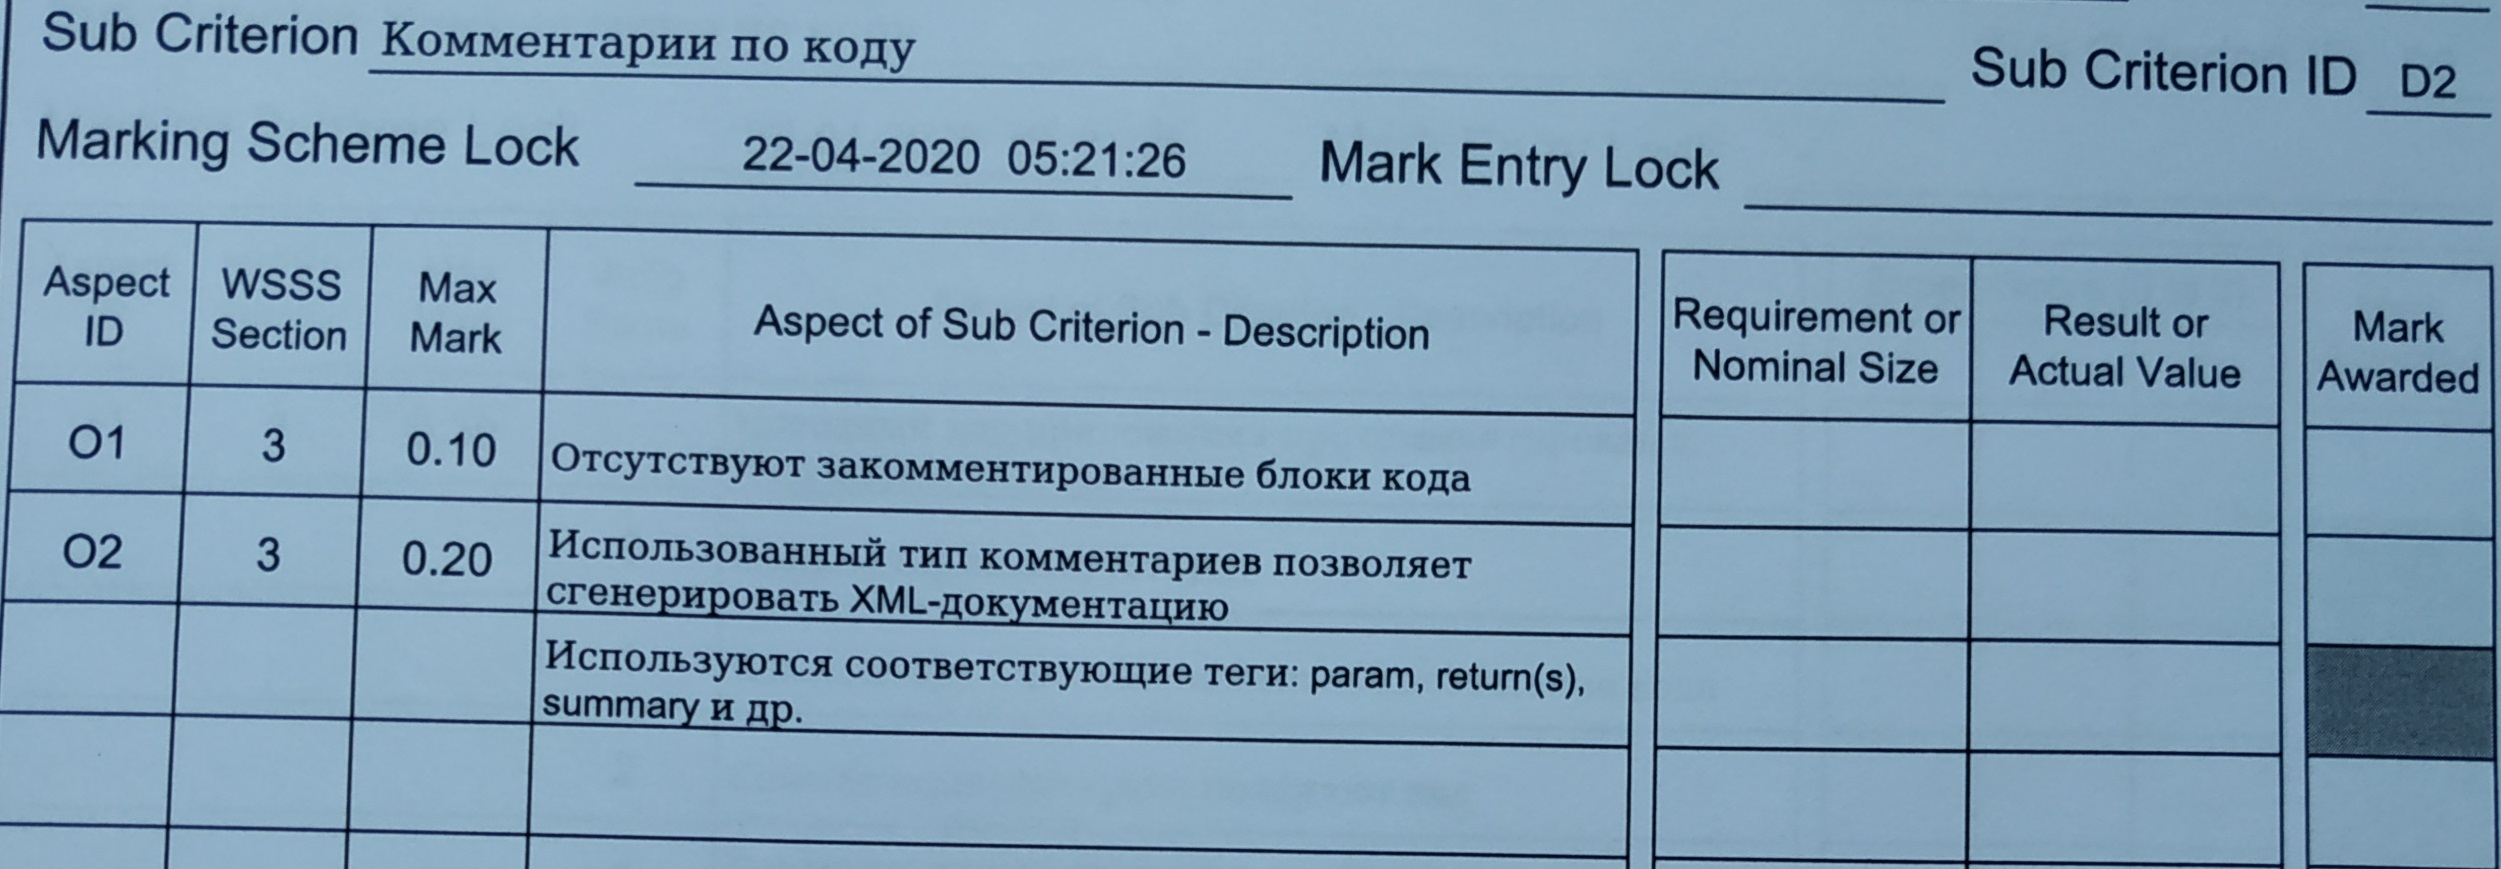 Sub Criterion Комментарии по коду Sub Criterion ID D2
Marking Scheme Lock 22-04-2020 05:21:26 Mark Entry Lock
Aspect ID WSSS Section Max Mark Aspect of Sub Criterion - Description Requirement or Nominal Size Result or Actual Value Mark Awarded
O1 3 0.10 Отсутствуют закомментированные блоки кода
O2 3 0.20 Использованный тип комментариев позволяет
сгенерировать XML-документацию
Используются соответствующие теги: param, return(s),
summary и др.